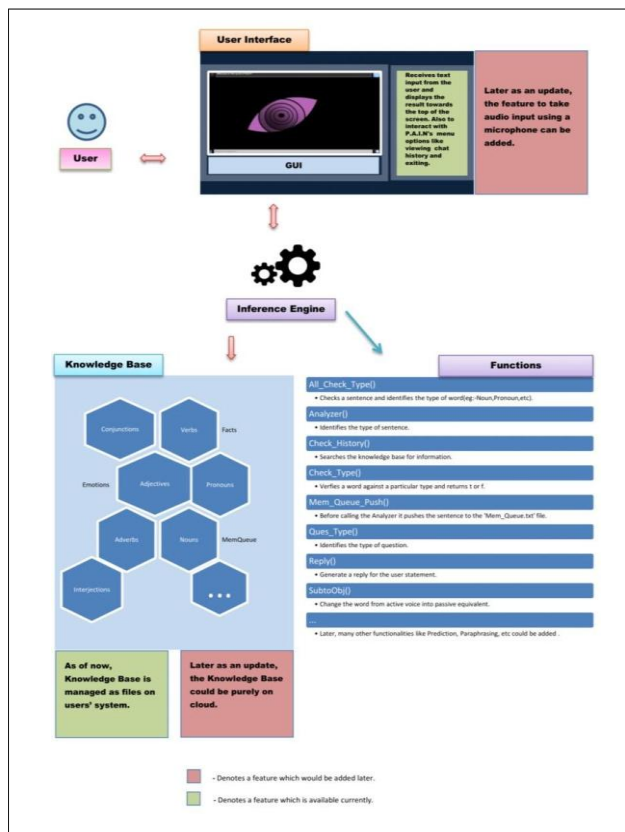 User Interface
Receives text
input from the
user and
displays the
result towards
the top of the
screen. Also to
interact with
P.A.I.N's menu
options like
viewing chat
history and
exiting.
Later as an update,
the feature to take
audio input using a
microphone can be
added.
User
GUI
Inference Engine
Knowledge Base
Conjunctions
Verbs
Facts
Emotions
Adjectives
Pronouns
Adverbs
Nouns
MemQueue
Interjections
...
As of now,
Knowledge Base is
managed as files on
users' system.
Later as an update,
the Knowledge Base
could be purely on
cloud.
Functions
All_Check_Type()
• Checks a sentence and identifies the type of word(eg:-Noun,Pronoun,etc).
Analyzer()
• Identifies the type of sentence.
Check_History()
• Searches the knowledge base for information.
Check_Type()
• Verfies a word against a particular type and returns t or f.
Mem_Queue_Push()
• Before calling the Analyzer it pushes the sentence to the 'Mem_Queue.txt' file.
Ques_Type()
• Identifies the type of question.
Reply()
• Generate a reply for the user statement.
SubtoObj()
• Change the word from active voice into passive equivalent.
...
• Later, many other functionalities like Prediction, Paraphrasing, etc could be added .
- Denotes a feature which would be added later.
- Denotes a feature which is available currently.